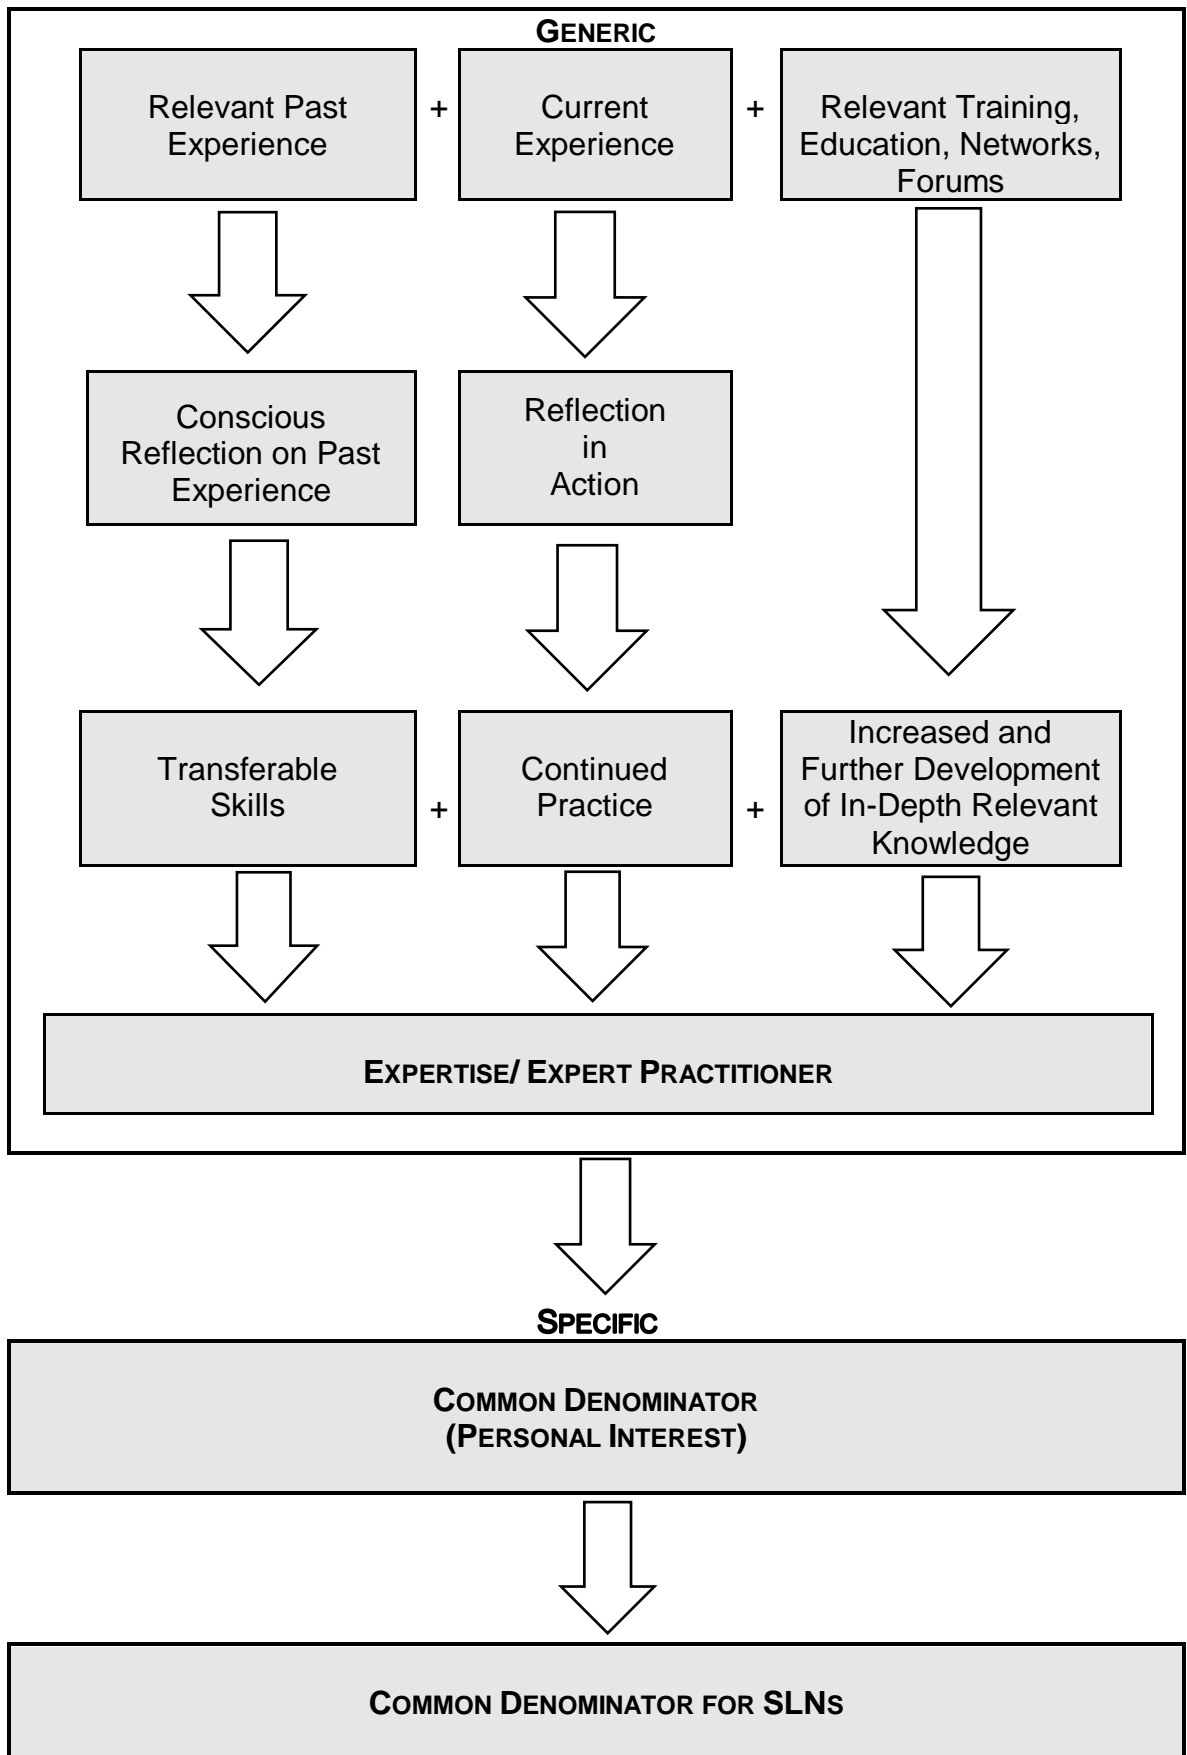 GENERIC
Relevant Past
Experience
+
Current
Experience
+
Relevant Training,
Education, Networks,
Forums
Conscious
Reflection on Past
Experience
Reflection
in
Action
Transferable
Skills
+
Continued
Practice
+
Increased and
Further Development
of In-Depth Relevant
Knowledge
EXPERTISE/ EXPERT PRACTITIONER
SPECIFIC
COMMON DENOMINATOR
(PERSONAL INTEREST)
COMMON DENOMINATOR FOR SLNS